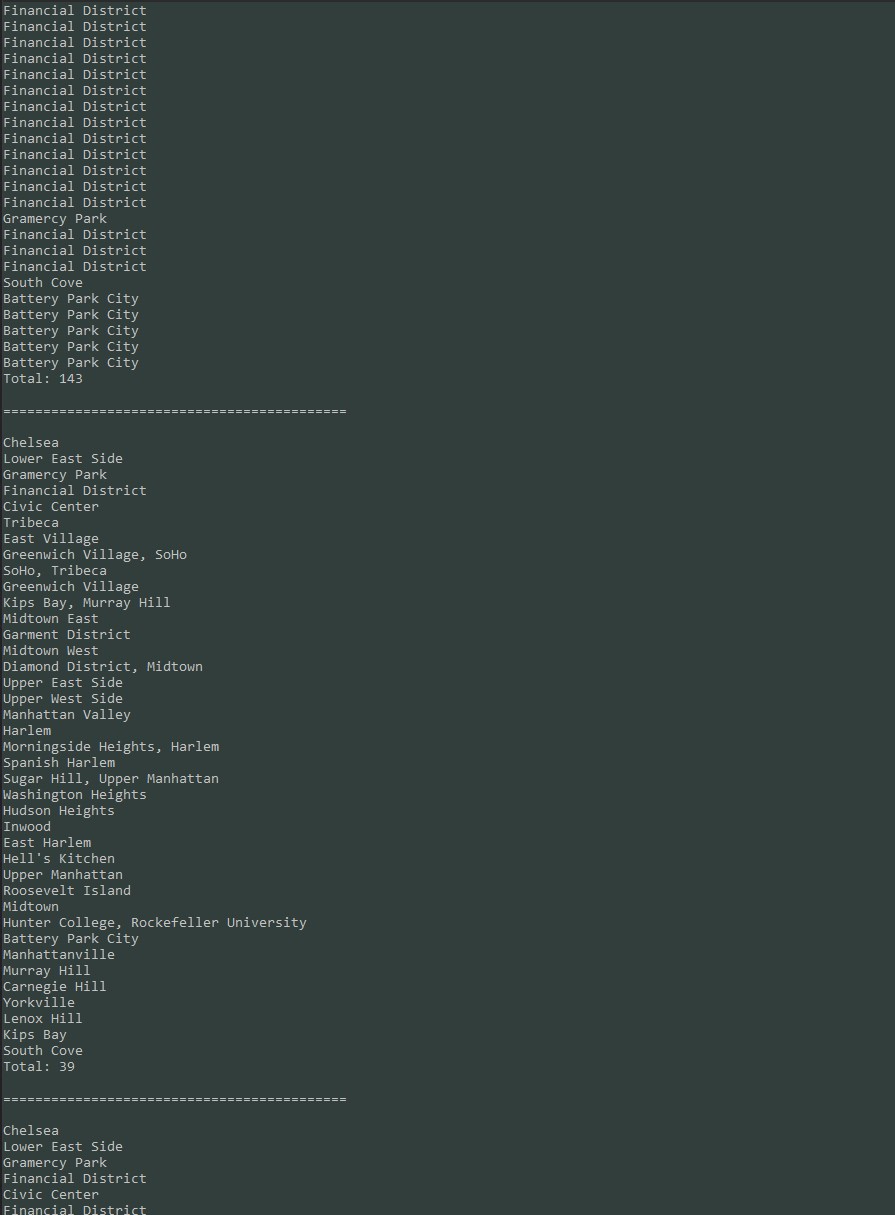 Financial District
Financial District
Financial District
Financial District
Financial District
Financial District
Financial District
Financial District
Financial District
Financial District
Financial District
Financial District
Financial District
Gramercy Park
Financial District
Financial District
Financial District
South Cove
Battery Park City
Battery Park City
Battery Park City
Battery Park City
Battery Park City
Total: 143
===========================================
Chelsea
Lower East Side
Gramercy Park
Financial District
Civic Center
Tribeca
East Village
Greenwich Village, SoHo
SoHo, Tribeca
Greenwich Village
Kips Bay, Murray Hill
Midtown East
Garment District
Midtown West
Diamond District, Midtown
Upper East Side
Upper West Side
Manhattan Valley
Harlem
Morningside Heights, Harlem
Spanish Harlem
Sugar Hill, Upper Manhattan
Washington Heights
Hudson Heights
Inwood
East Harlem
Hell's Kitchen
Upper Manhattan
Roosevelt Island
Midtown
Hunter College, Rockefeller University
Battery Park City
Manhattanville
Murray Hill
Carnegie Hill
Yorkville
Lenox Hill
Kips Bay
South Cove
Total: 39
===========================================
Chelsea
Lower East Side
Gramercy Park
Financial District
Civic Center
Financial District